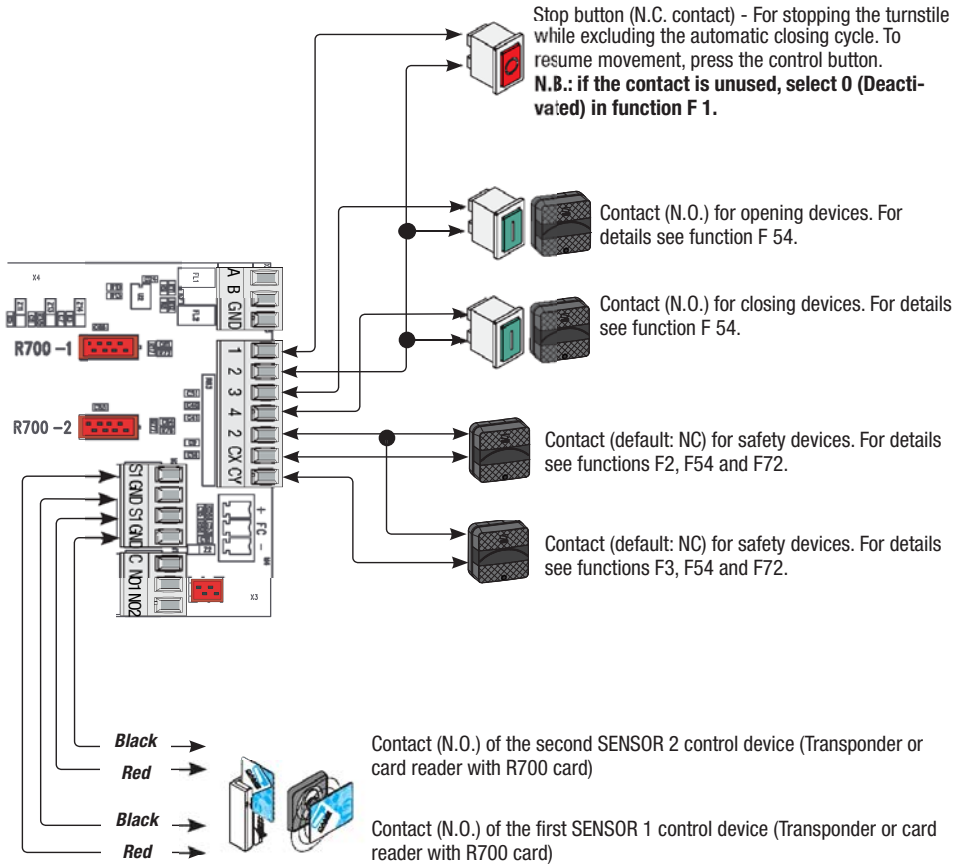 Stop button (N.C. contact) - For stopping the turnstile
while excluding the automatic closing cycle. To
resume movement, press the control button.
N.B.: if the contact is unused, select 0 (Deacti-
vated) in function F 1.
Contact (N.O.) for opening devices. For
details see function F 54.
Contact (N.O.) for closing devices. For details
see function F 54.
X4
FL1
FL2
A
B
GND
R700 –1
R700 –2
1
2
3
4
2
CX
CY
Contact (default: NC) for safety devices. For details
see functions F2, F54 and F72.
Contact (default: NC) for safety devices. For details
see functions F3, F54 and F72.
S1
GND
S1
GND
C
NO1
NO2
+ FC -
X3
Black
Red
Contact (N.O.) of the second SENSOR 2 control device (Transponder or
card reader with R700 card)
Black
Red
Contact (N.O.) of the first SENSOR 1 control device (Transponder or card
reader with R700 card)